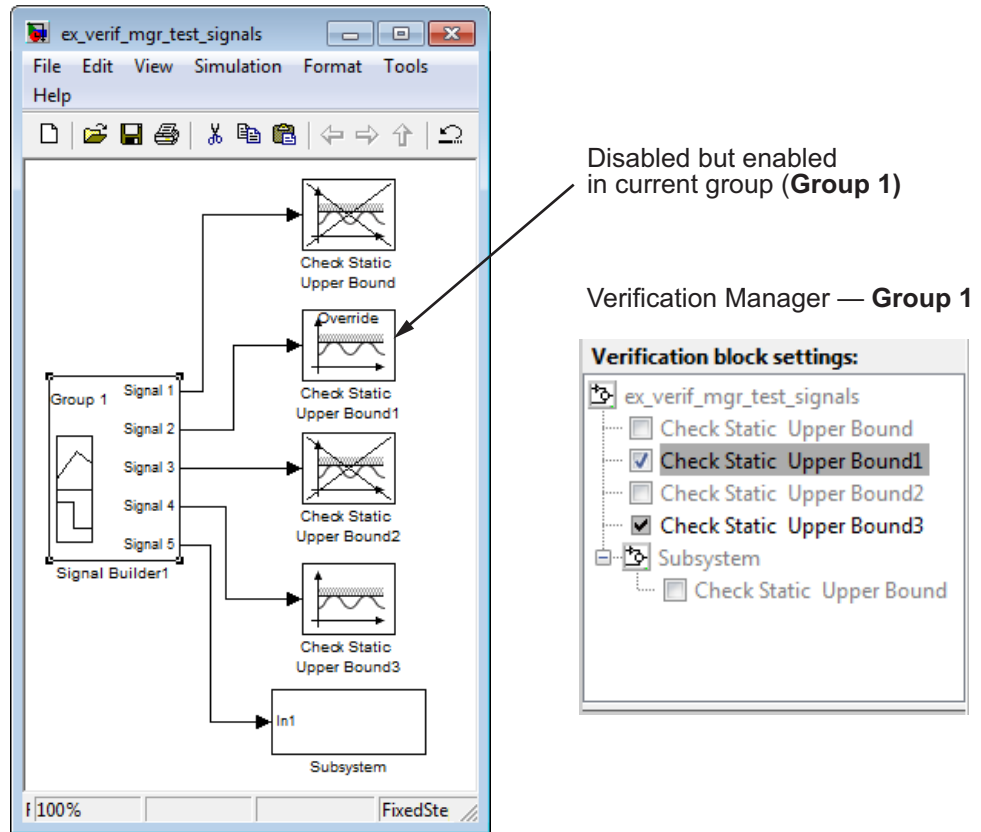 ex_verif_mgr_test_signals
File Edit View Simulation Format Tools
Help
Check Static
Upper Bound
Override
Check Static
Upper Bound1
Group 1
Signal 1
Signal 2
Signal 3
Signal 4
Signal 5
Signal Builder1
Check Static
Upper Bound2
Check Static
Upper Bound3
In1
Subsystem
100%
FixedSte
Disabled but enabled
in current group (Group 1)
Verification Manager — Group 1
Verification block settings:
ex_verif_mgr_test_signals
Check Static Upper Bound
Check Static Upper Bound1
Check Static Upper Bound2
Check Static Upper Bound3
Subsystem
Check Static Upper Bound